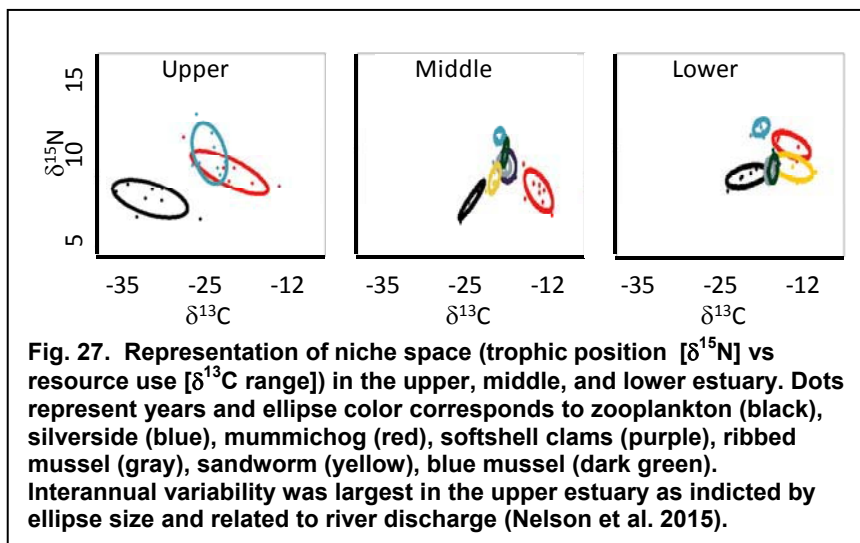 Upper Middle Lower
15
10
5
δ¹⁵N
-35 -25 -12 -35 -25 -12 -35 -25 -12
δ¹³C δ¹³C δ¹³C
Fig. 27. Representation of niche space (trophic position [δ¹⁵N] vs
resource use [δ¹³C range]) in the upper, middle, and lower estuary. Dots
represent years and ellipse color corresponds to zooplankton (black),
silverside (blue), mummichog (red), softshell clams (purple), ribbed
mussel (gray), sandworm (yellow), blue mussel (dark green).
Interannual variability was largest in the upper estuary as indicted by
ellipse size and related to river discharge (Nelson et al. 2015).